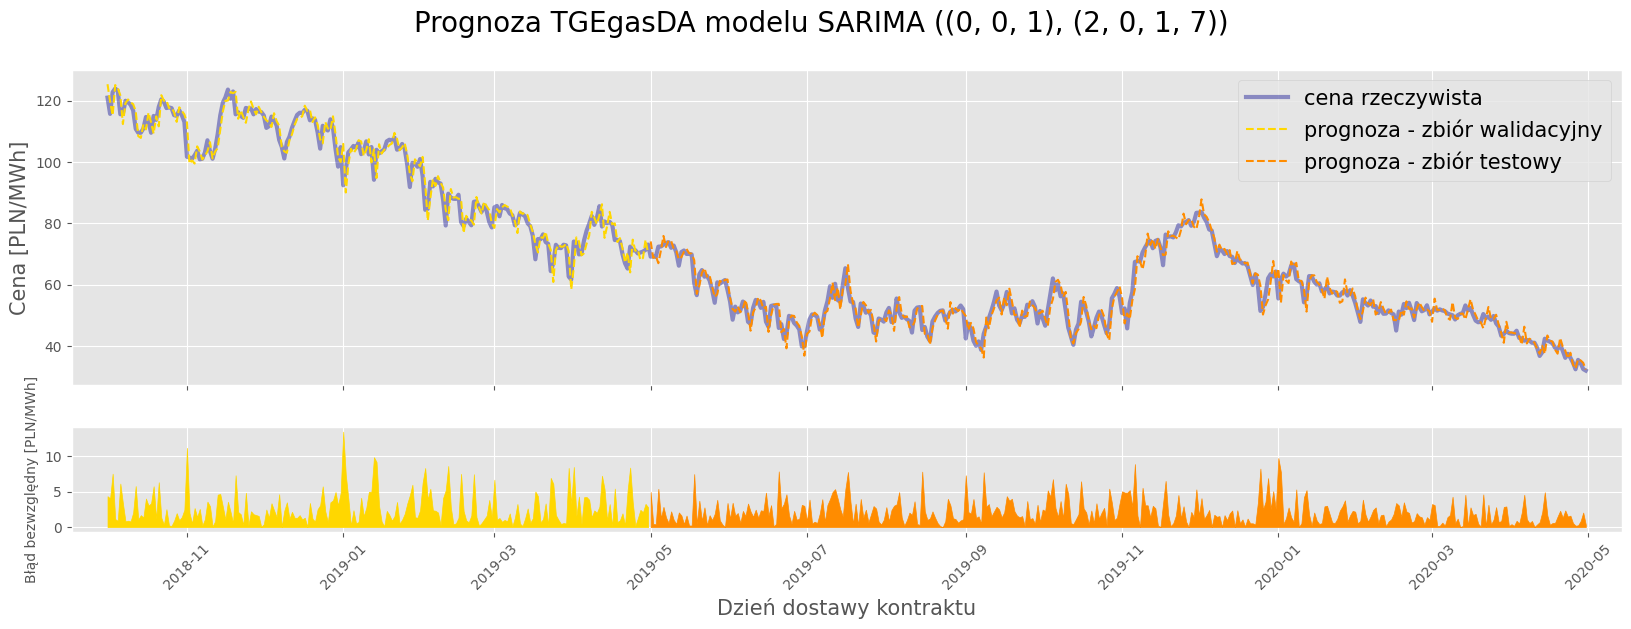 Prognoza TGEgasDA modelu SARIMA ((0, 0, 1), (2, 0, 1, 7))
Cena [PLN/MWh]
120
100
80
60
40
cena rzeczywista
prognoza - zbiór walidacyjny
prognoza - zbiór testowy
Błąd bezwzględny [PLN/MWh]
10
5
0
2018-11
2019-01
2019-03
2019-05
2019-07
2019-09
2019-11
2020-01
2020-03
2020-05
Dzień dostawy kontraktu